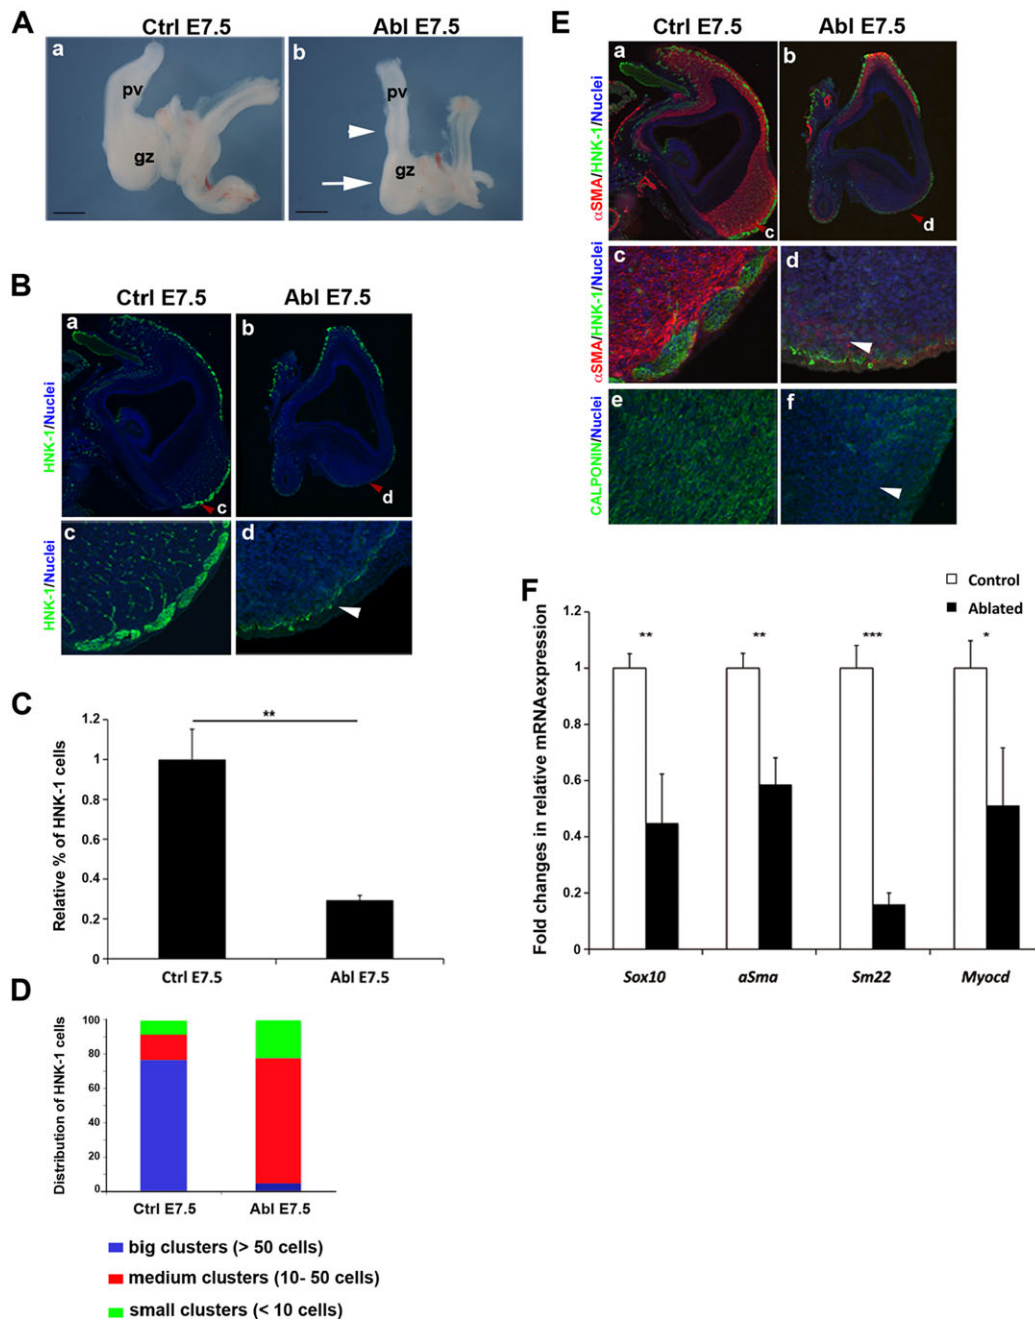 A
Ctrl E7.5
Abl E7.5
a
pv
gz
b
pv
gz
B
Ctrl E7.5
Abl E7.5
HNK-1/Nuclei
a
c
b
d
HNK-1/Nuclei
c
d
C
Relative % of HNK-1 cells
1.2
1
0.8
0.6
0.4
0.2
0
**
Ctrl E7.5
Abl E7.5
D
Distribution of HNK-1 cells
100
80
60
40
20
0
Ctrl E7.5
Abl E7.5
big clusters (> 50 cells)
medium clusters (10- 50 cells)
small clusters (< 10 cells)
E
Ctrl E7.5
Abl E7.5
αSMA/HNK-1/Nuclei
a
c
b
d
αSMA/HNK-1/Nuclei
c
d
CALPONIN/Nuclei
e
f
F
Control
Ablated
Fold changes in relative mRNAexpression
1.2
1
0.8
0.6
0.4
0.2
0
**
**
***
*
Sox10
aSma
Sm22
Myocd